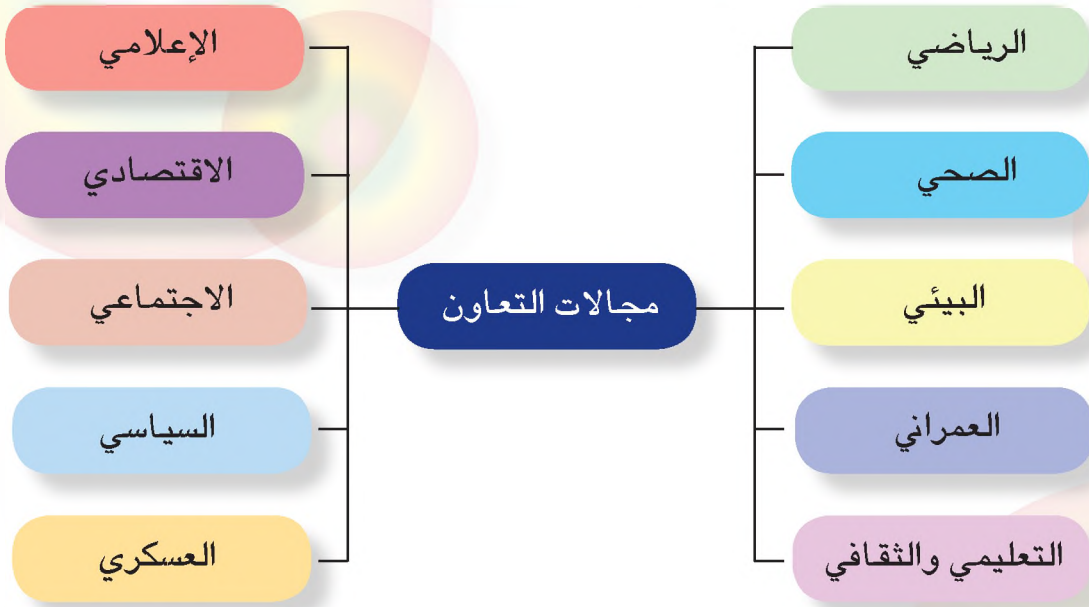 الرياضي
الصحي
البيئي
العمراني
التعليمي والثقافي
مجالات التعاون
الإعلامي
الاقتصادي
الاجتماعي
السياسي
العسكري